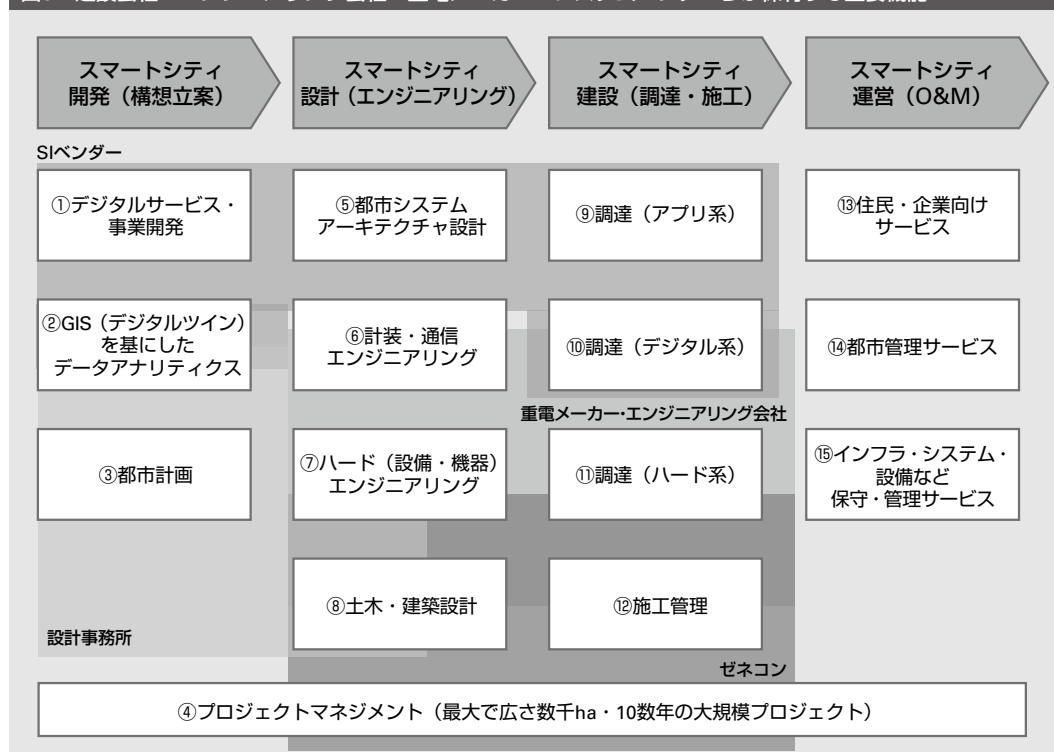 スマートシティ
開発（構想立案）
スマートシティ
設計（エンジニアリング）
スマートシティ
建設（調達・施工）
スマートシティ
運営（O&M）
SIベンダー
①デジタルサービス・
事業開発
⑤都市システム
アーキテクチャ設計
⑨調達（アプリ系）
⑬住民・企業向け
サービス
②GIS（デジタルツイン）
を基にした
データアナリティクス
⑥計装・通信
エンジニアリング
⑩調達（デジタル系）
⑭都市管理サービス
重電メーカー・エンジニアリング会社
③都市計画
⑦ハード（設備・機器）
エンジニアリング
⑪調達（ハード系）
⑮インフラ・システム・
設備など
保守・管理サービス
⑧土木・建築設計
⑫施工管理
設計事務所
ゼネコン
④プロジェクトマネジメント（最大で広さ数千ha・10数年の大規模プロジェクト）